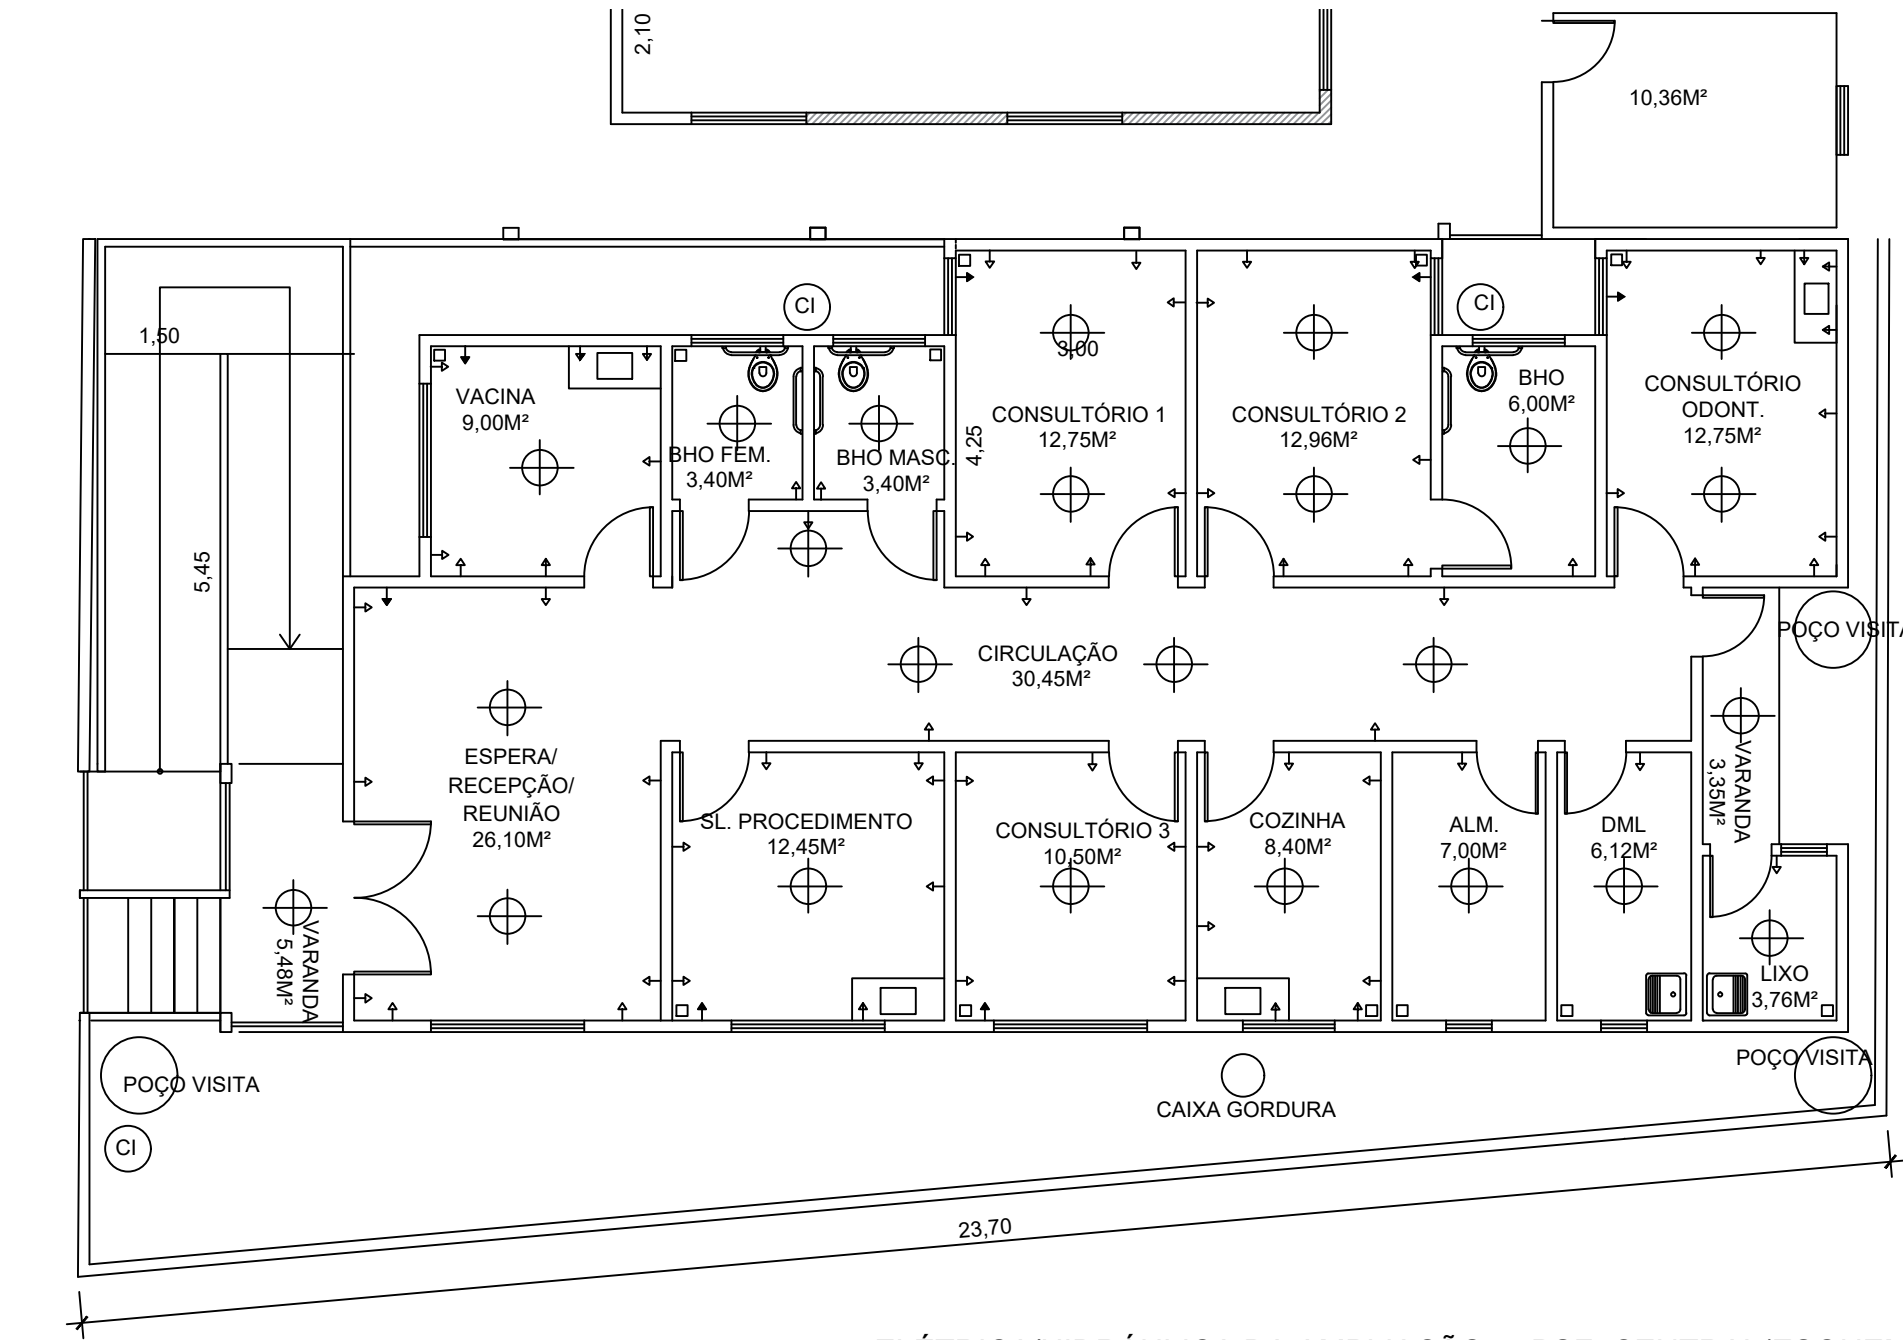 2,10
10,36M²
CI
CI
1,50
3,00
VACINA
9,00M²
BHO FEM.
3,40M²
BHO MASC.
3,40M²
4,25
CONSULTÓRIO 1
12,75M²
CONSULTÓRIO 2
12,96M²
BHO
6,00M²
CONSULTÓRIO
ODONT.
12,75M²
5,45
CIRCULAÇÃO
30,45M²
POÇO VISITA
ESPERA/
RECEPÇÃO/
REUNIÃO
26,10M²
SL. PROCEDIMENTO
12,45M²
CONSULTÓRIO 3
10,50M²
COZINHA
8,40M²
ALM.
7,00M²
DML
6,12M²
VARANDA
3,35M²
VARANDA
5,48M²
LIXO
3,76M²
POÇO VISITA
CI
CAIXA GORDURA
POÇO VISITA
23,70